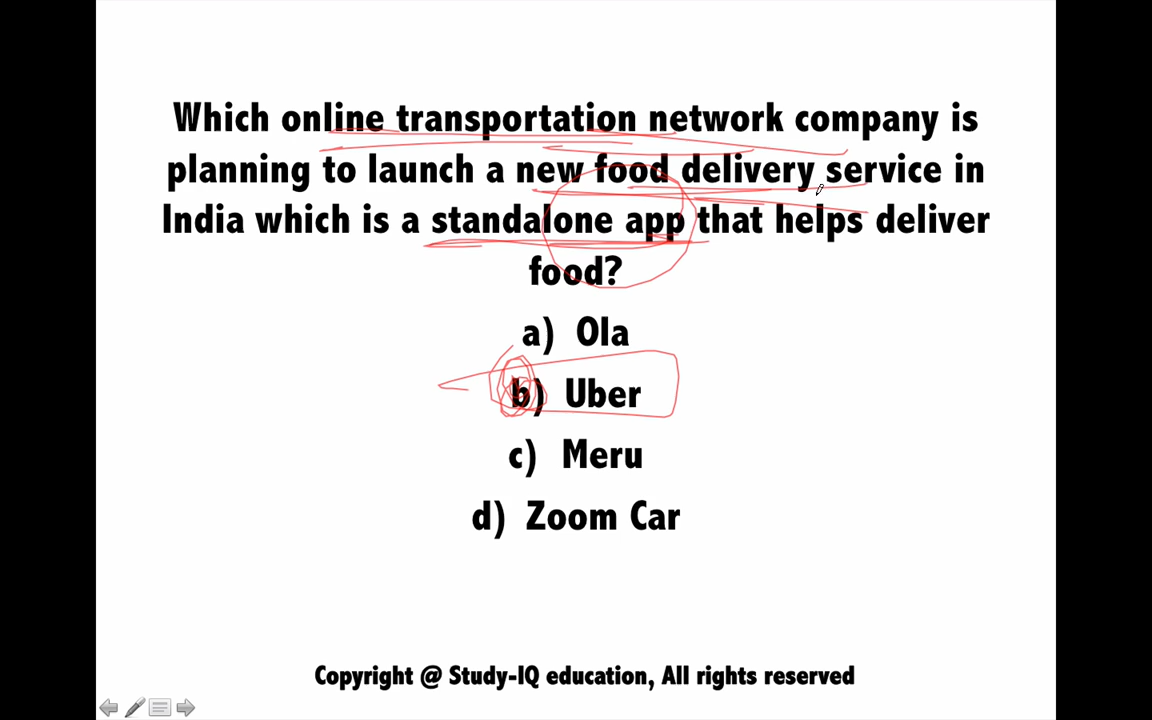 Which online transportation network company is
planning to launch a new food delivery service in
India which is a standalone app that helps deliver
food?
a) Ola
b) Uber
c) Meru
d) Zoom Car
Copyright @ Study-IQ education, All rights reserved